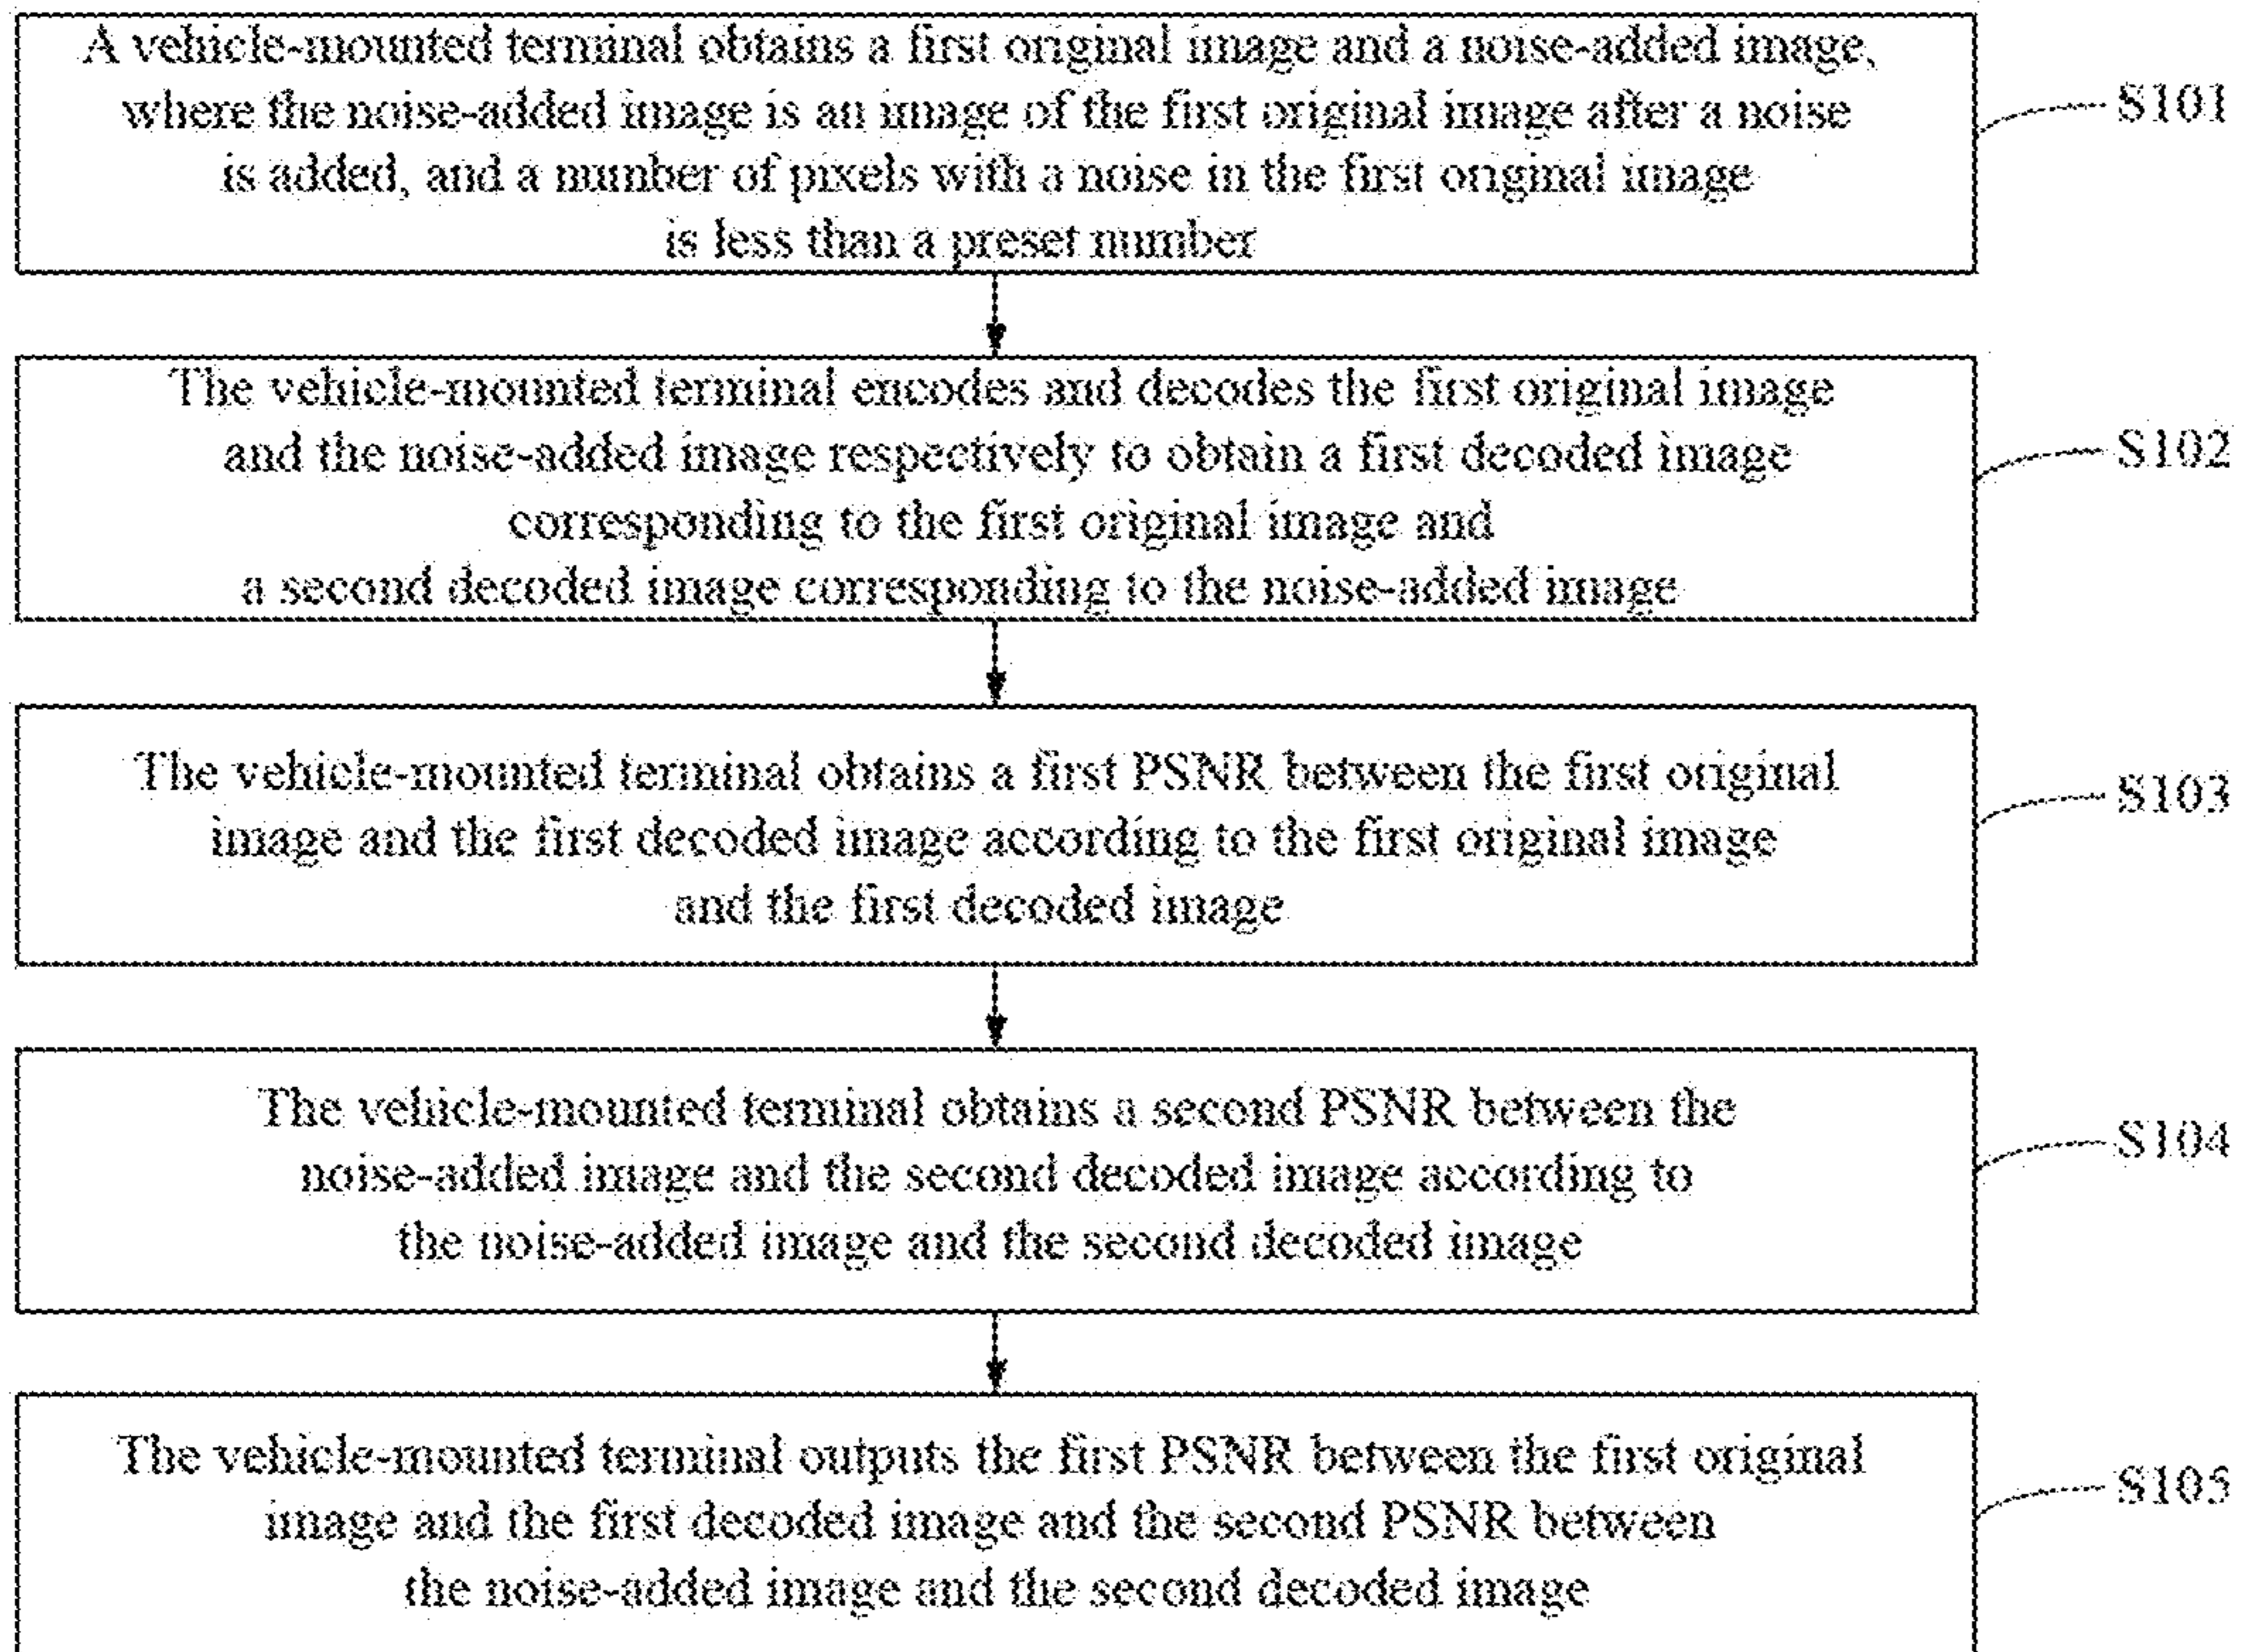 A vehicle-mounted terminal obtains a first original image and a noise-added image,
where the noise-added image is an image of the first original image after a noise
is added, and a number of pixels with a noise in the first original image
is less than a preset number
S101
The vehicle-mounted terminal encodes and decodes the first original image
and the noise-added image respectively to obtain a first decoded image
corresponding to the first original image and
a second decoded image corresponding to the noise-added image
S102
The vehicle-mounted terminal obtains a first PSNR between the first original
image and the first decoded image according to the first original image
and the first decoded image
S103
The vehicle-mounted terminal obtains a second PSNR between the
noise-added image and the second decoded image according to
the noise-added image and the second decoded image
S104
The vehicle-mounted terminal outputs the first PSNR between the first original
image and the first decoded image and the second PSNR between
the noise-added image and the second decoded image
S105